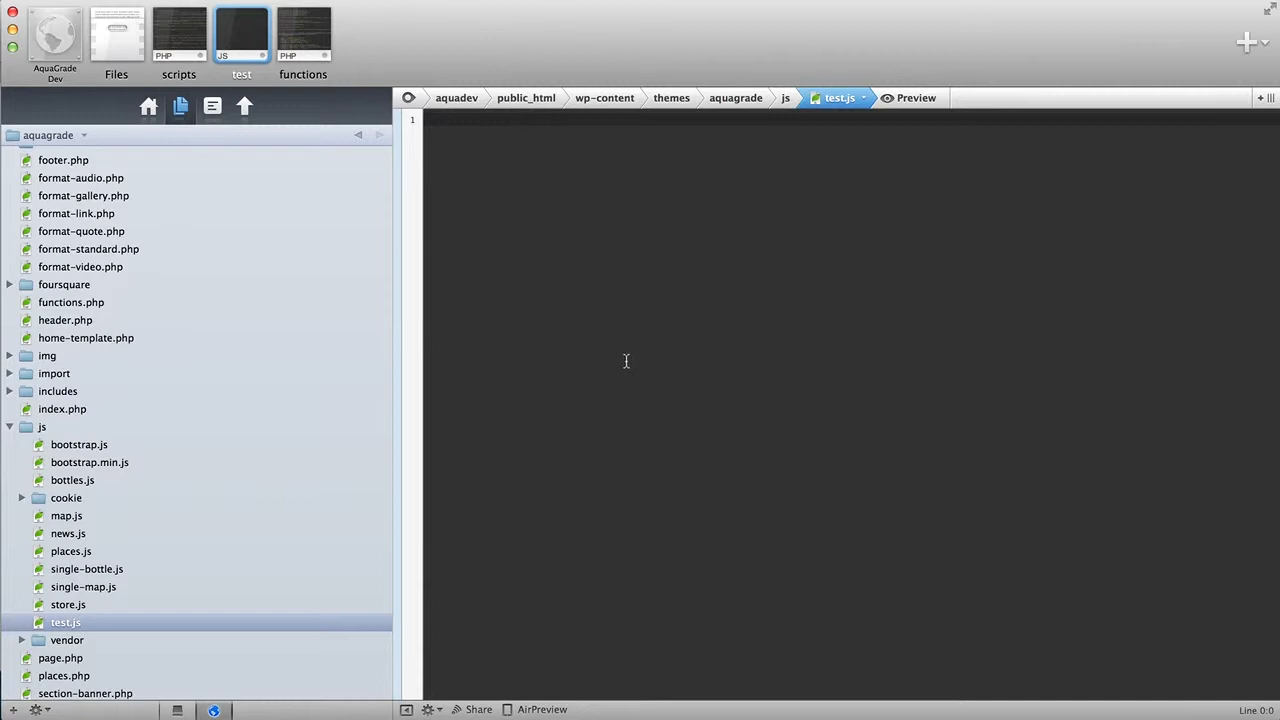 PHP
JS
PHP
AquaGrade
Dev
Files
scripts
test
functions
aquadev
public_html
wp-content
themes
aquagrade
js
test.js
Preview
aquagrade
1
footer.php
format-audio.php
format-gallery.php
format-link.php
format-quote.php
format-standard.php
format-video.php
foursquare
functions.php
header.php
home-template.php
img
import
includes
index.php
js
bootstrap.js
bootstrap.min.js
bottles.js
cookie
map.js
news.js
places.js
single-bottle.js
single-map.js
store.js
test.js
vendor
page.php
places.php
section-banner.php
Share
AirPreview
Line 0:0